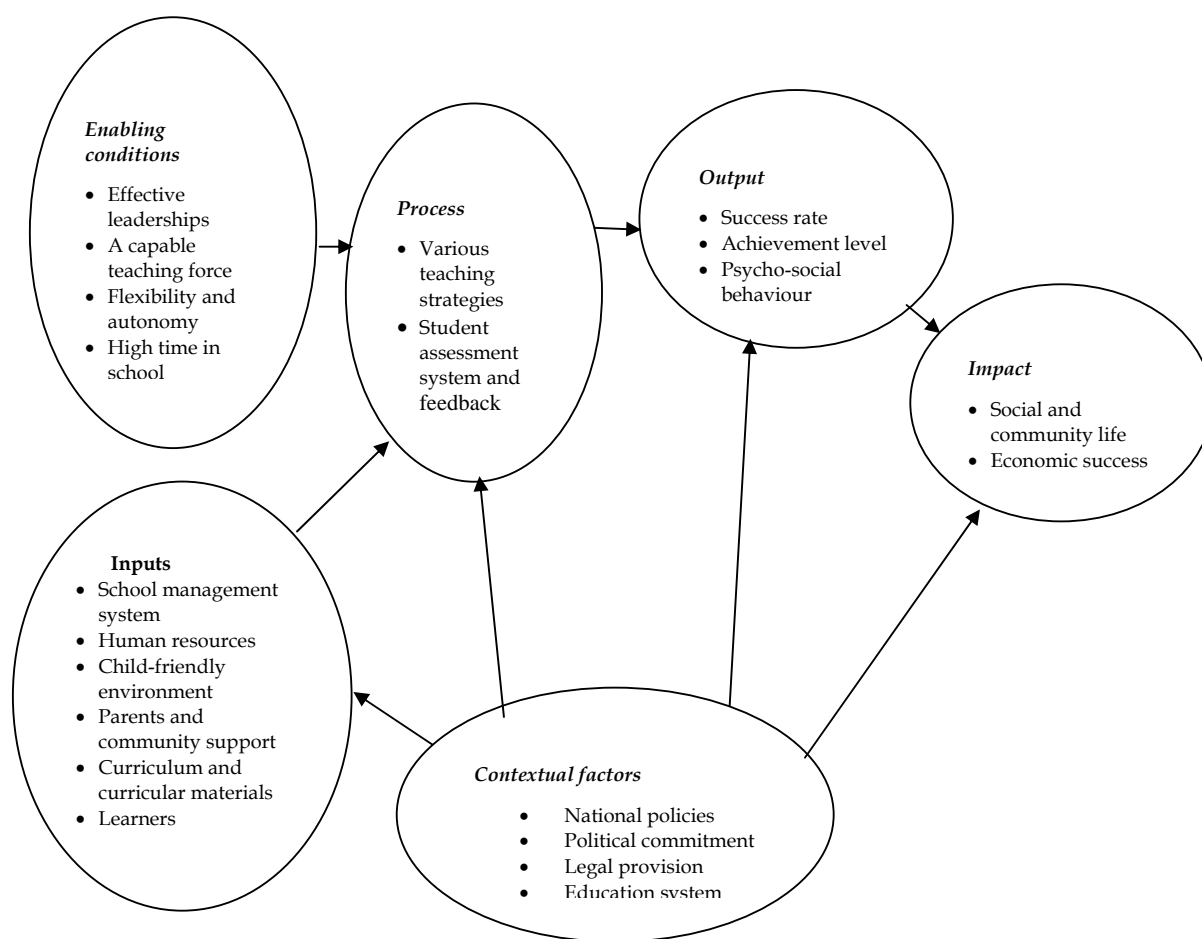 Enabling
conditions
• Effective
leaderships
• A capable
teaching force
• Flexibility and
autonomy
• High time in
school
Process
• Various
teaching
strategies
• Student
assessment
system and
feedback
Output
• Success rate
• Achievement level
• Psycho-social
behaviour
Impact
• Social and
community life
• Economic success
Inputs
• School management
system
• Human resources
• Child-friendly
environment
• Parents and
community support
• Curriculum and
curricular materials
• Learners
Contextual factors
• National policies
• Political commitment
• Legal provision
• Education system